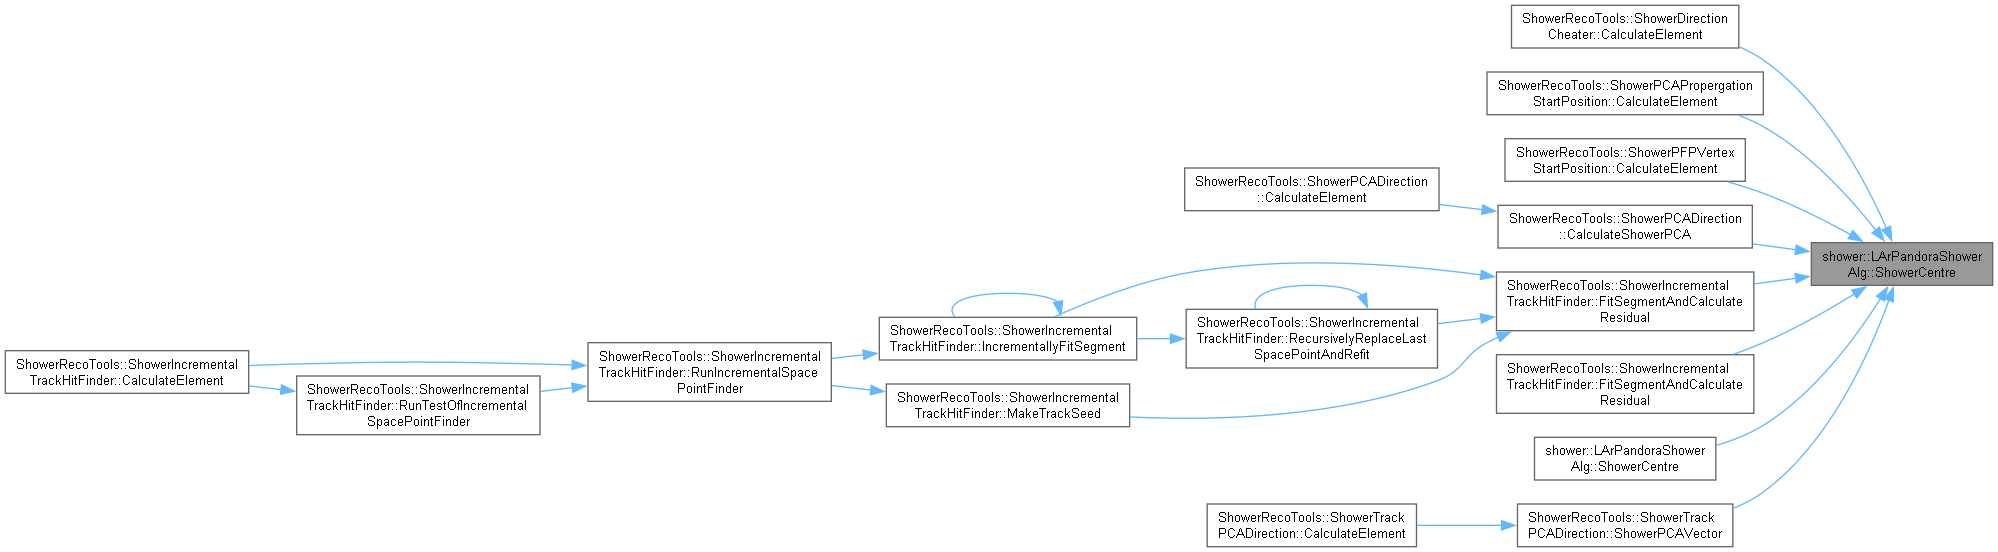 ShowerRecoTools::ShowerDirection
Cheater::CalculateElement
ShowerRecoTools::ShowerPCAPropergation
StartPosition::CalculateElement
ShowerRecoTools::ShowerPFPVertex
StartPosition::CalculateElement
ShowerRecoTools::ShowerPCADirection
::CalculateElement
ShowerRecoTools::ShowerPCADirection
::CalculateShowerPCA
shower::LArPandoraShower
Alg::ShowerCentre
ShowerRecoTools::ShowerIncremental
TrackHitFinder::FitSegmentAndCalculate
Residual
ShowerRecoTools::ShowerIncremental
TrackHitFinder::IncrementallyFitSegment
ShowerRecoTools::ShowerIncremental
TrackHitFinder::RecursivelyReplaceLast
SpacePointAndRefit
ShowerRecoTools::ShowerIncremental
TrackHitFinder::CalculateElement
ShowerRecoTools::ShowerIncremental
TrackHitFinder::RunTestOfIncremental
SpacePointFinder
ShowerRecoTools::ShowerIncremental
TrackHitFinder::RunIncrementalSpace
PointFinder
ShowerRecoTools::ShowerIncremental
TrackHitFinder::MakeTrackSeed
ShowerRecoTools::ShowerIncremental
TrackHitFinder::FitSegmentAndCalculate
Residual
shower::LArPandoraShower
Alg::ShowerCentre
ShowerRecoTools::ShowerTrack
PCADirection::CalculateElement
ShowerRecoTools::ShowerTrack
PCADirection::ShowerPCAVector